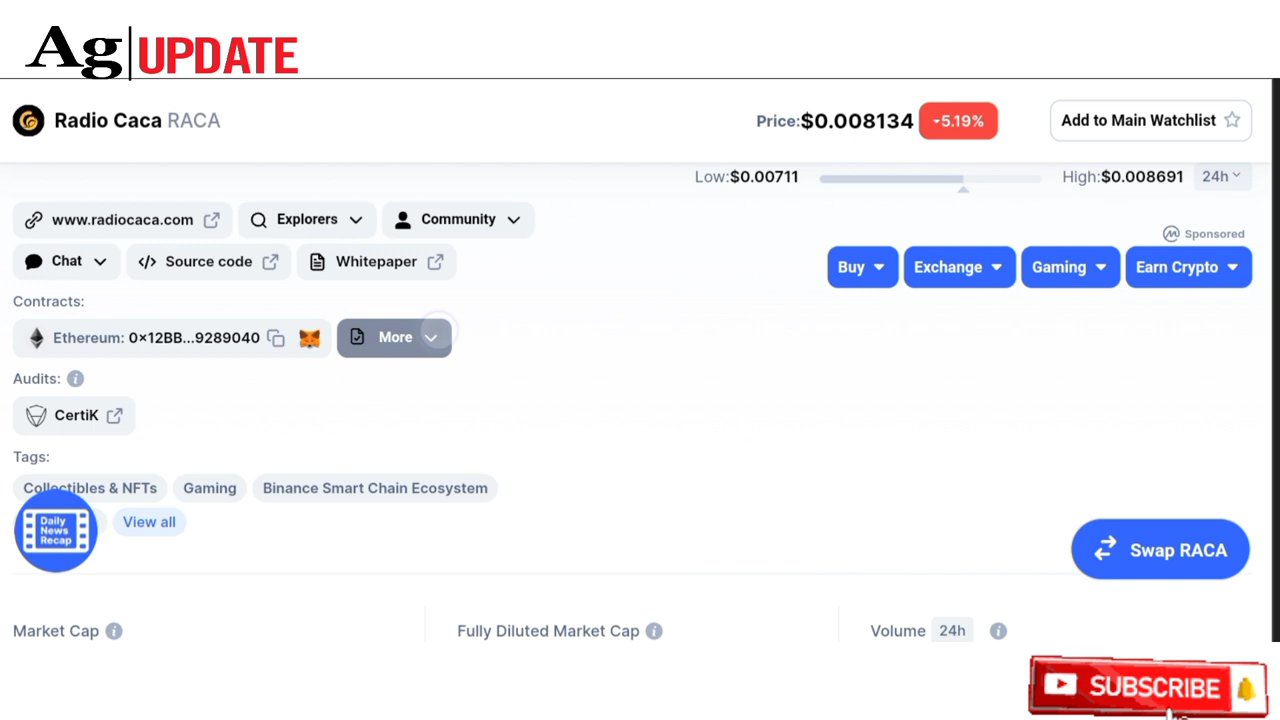 Ag UPDATE
Radio Caca RACA
Price:$0.008134
5.19%
Add to Main Watchlist
Low:$0.00711
High:$0.008691
24h
www.radiocaca.com
Explorers
Community
Sponsored
Chat
Source code
Whitepaper
Buy
Exchange
Gaming
Earn Crypto
Contracts:
Ethereum: 0×12BB...9289040
More
Audits:
CertiK
Tags:
Collectibles & NFTs
Gaming
Binance Smart Chain Ecosystem
Daily
News
Recap
View all
Swap RACA
Market Cap
Fully Diluted Market Cap
Volume 24h
SUBSCRIBE